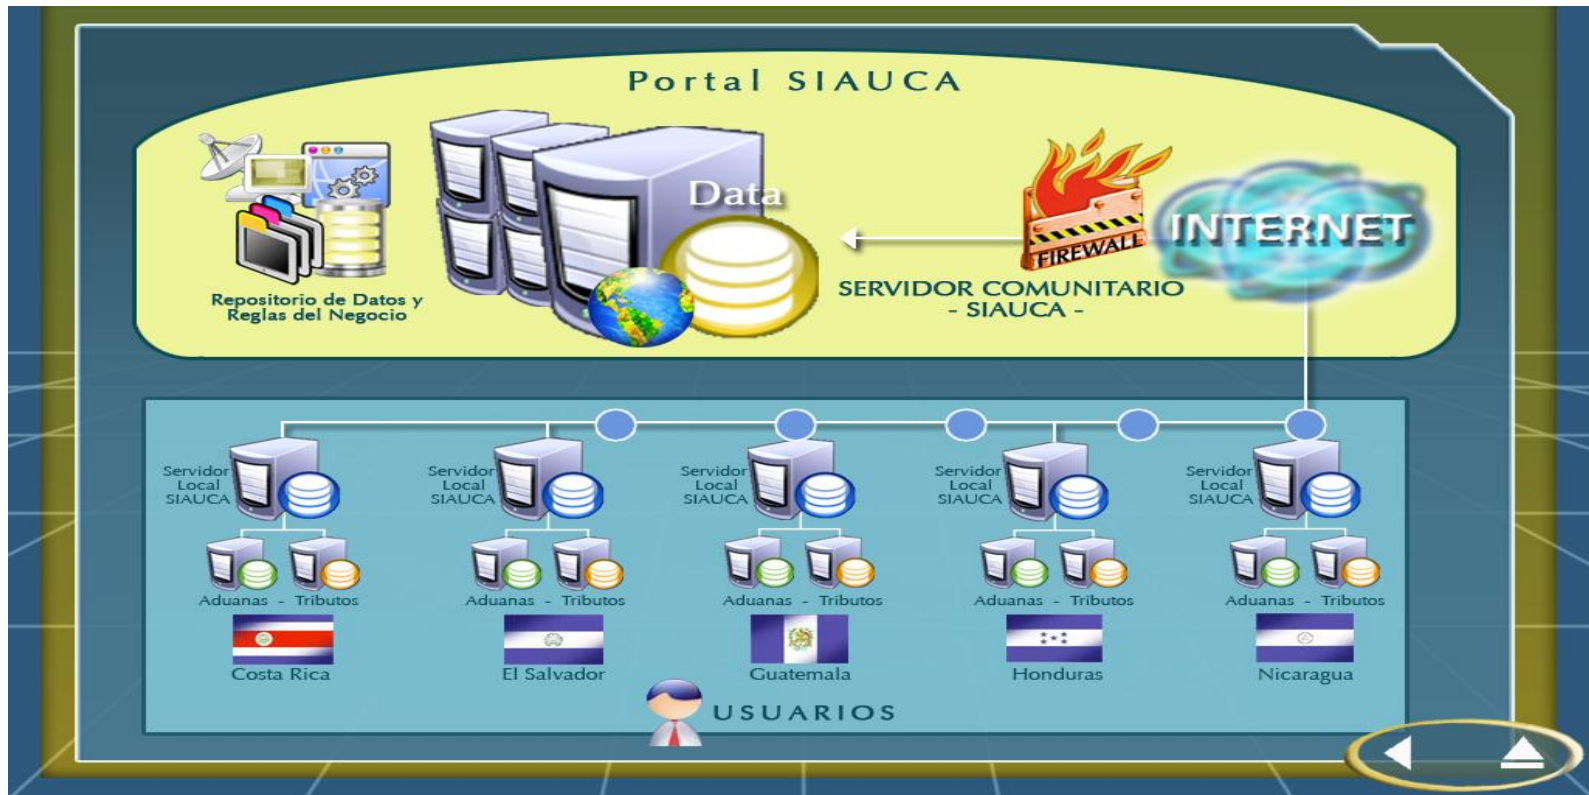 Portal SIAUCA
Data
INTERNET
FIREWALL
SERVIDOR COMUNITARIO
- SIAUCA -
Repositorio de Datos y
Reglas del Negocio
Servidor
Local
SIAUCA
Servidor
Local
SIAUCA
Servidor
Local
SIAUCA
Servidor
Local
SIAUCA
Servidor
Local
SIAUCA
Aduanas - Tributos
Aduanas - Tributos
Aduanas - Tributos
Aduanas - Tributos
Aduanas - Tributos
Costa Rica
El Salvador
Guatemala
Honduras
Nicaragua
USUARIOS